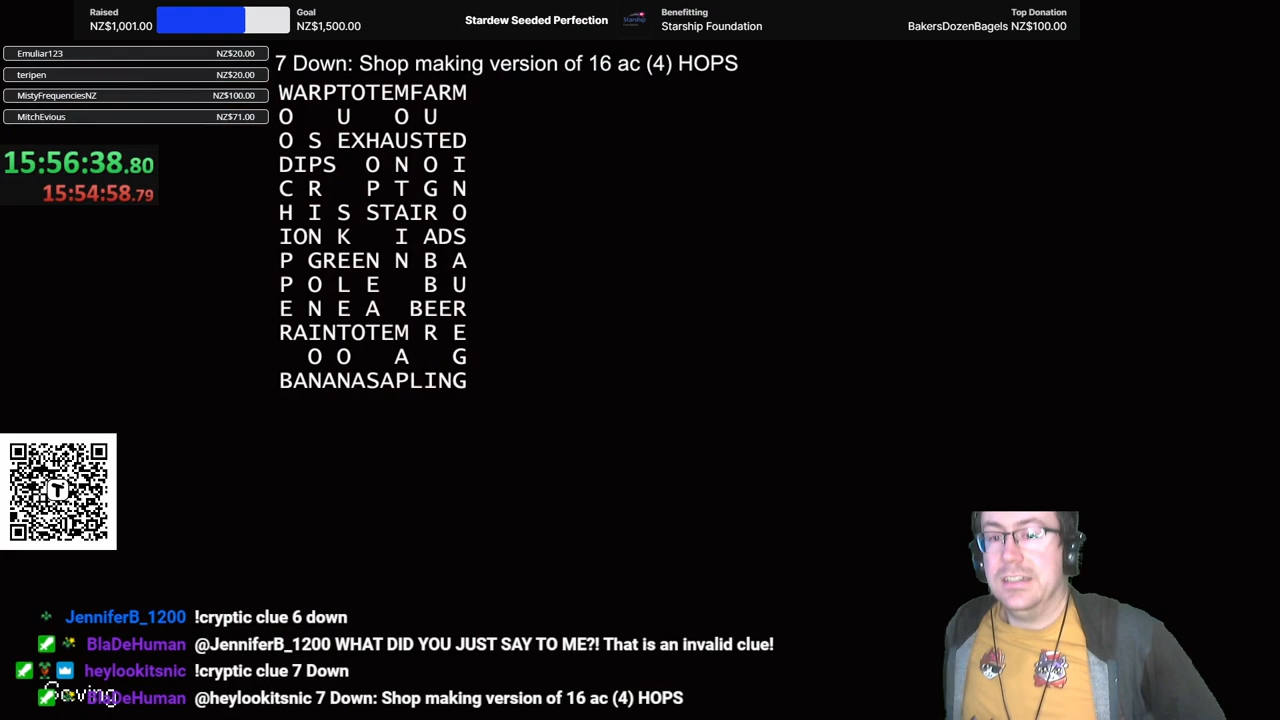 Raised
NZ$1,001.00
Goal
NZ$1,500.00
Stardew Seeded Perfection
Starship
Benefitting
Starship Foundation
Top Donation
BakersDozenBagels NZ$100.00
Emuliar123 NZ$20.00
teripen NZ$20.00
MistyFrequenciesNZ NZ$100.00
MitchEvious NZ$71.00
15:56:38.80
15:54:58.79
7 Down: Shop making version of 16 ac (4) HOPS
WARPTOTEMFARM
O U O U
O S EXHAUSTED
DIPS O N O I
C R P T G N
H I S STAIR O
ION K I ADS
P GREEN N B A
P O L E B U
E N E A BEER
RAINTOTEM R E
O O A G
BANANASAPLING
T
JenniferB_1200 !cryptic clue 6 down
BlaDeHuman @JenniferB_1200 WHAT DID YOU JUST SAY TO ME?! That is an invalid clue!
heylookitsnic !cryptic clue 7 Down
BlaDeHuman @heylookitsnic 7 Down: Shop making version of 16 ac (4) HOPS
Saving